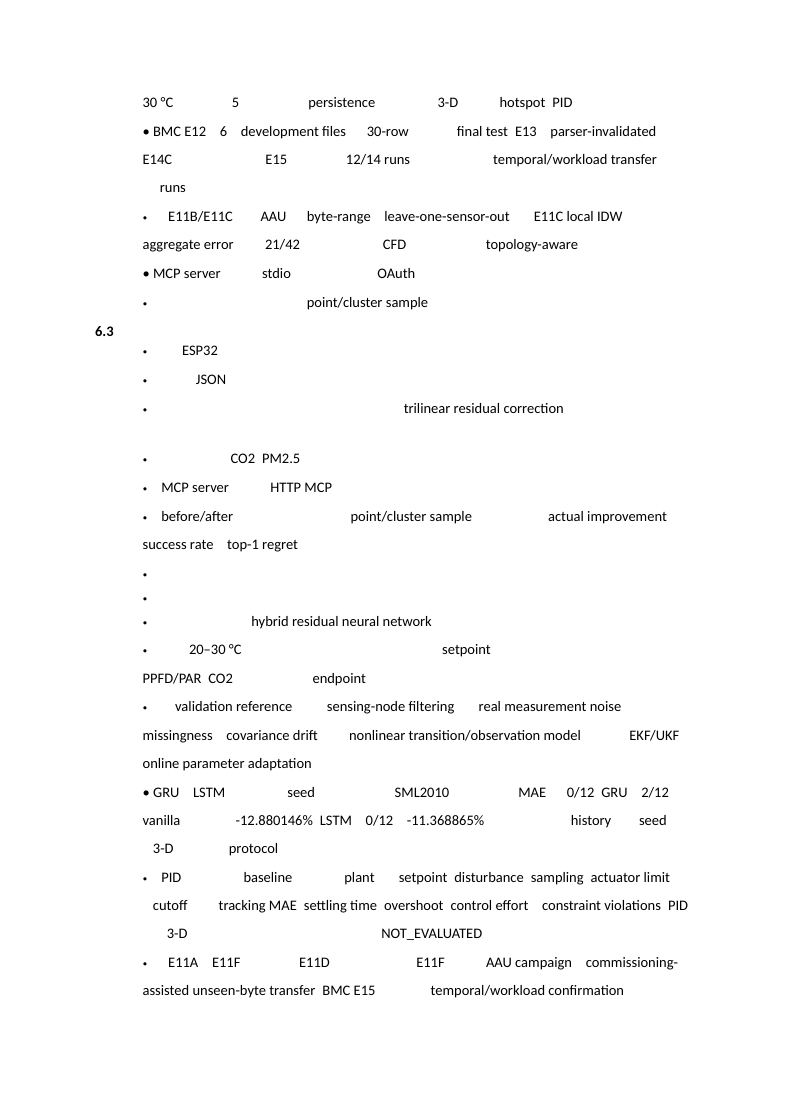 30 °C 5 persistence 3-D hotspot PID
• BMC E12 6 development files 30-row final test E13 parser-invalidated
E14C E15 12/14 runs temporal/workload transfer
runs
• E11B/E11C AAU byte-range leave-one-sensor-out E11C local IDW
aggregate error 21/42 CFD topology-aware
• MCP server stdio OAuth
• point/cluster sample
6.3
• ESP32
• JSON
• trilinear residual correction
• CO2 PM2.5
• MCP server HTTP MCP
• before/after point/cluster sample actual improvement
success rate top-1 regret
•
•
• hybrid residual neural network
• 20–30 °C setpoint
PPFD/PAR CO2 endpoint
• validation reference sensing-node filtering real measurement noise
missingness covariance drift nonlinear transition/observation model EKF/UKF
online parameter adaptation
• GRU LSTM seed SML2010 MAE 0/12 GRU 2/12
vanilla -12.880146% LSTM 0/12 -11.368865% history seed
3-D protocol
• PID baseline plant setpoint disturbance sampling actuator limit
cutoff tracking MAE settling time overshoot control effort constraint violations PID
3-D NOT_EVALUATED
• E11A E11F E11D E11F AAU campaign commissioning-
assisted unseen-byte transfer BMC E15 temporal/workload confirmation